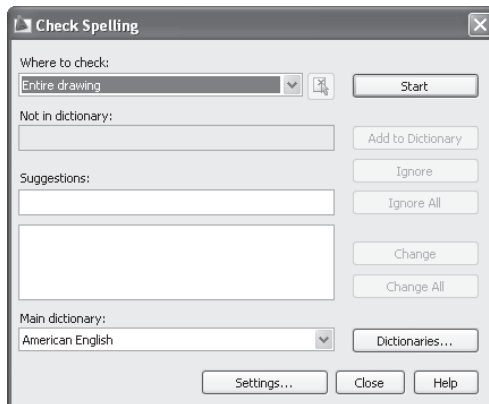 Check Spelling
Where to check:
Entire drawing
Start
Not in dictionary:
Add to Dictionary
Ignore
Suggestions:
Ignore All
Change
Change All
Main dictionary:
American English
Dictionaries...
Settings...
Close
Help